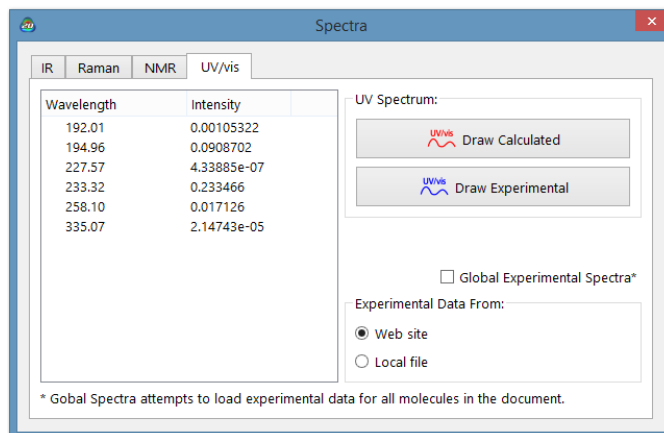 Spectra
IR Raman NMR UV/vis
Wavelength Intensity
192.01 0.00105322
194.96 0.0908702
227.57 4.33885e-07
233.32 0.233466
258.10 0.017126
335.07 2.14743e-05
UV Spectrum:
UV/vis Draw Calculated
UV/vis Draw Experimental
Global Experimental Spectra*
Experimental Data From:
Web site
Local file
* Gobal Spectra attempts to load experimental data for all molecules in the document.